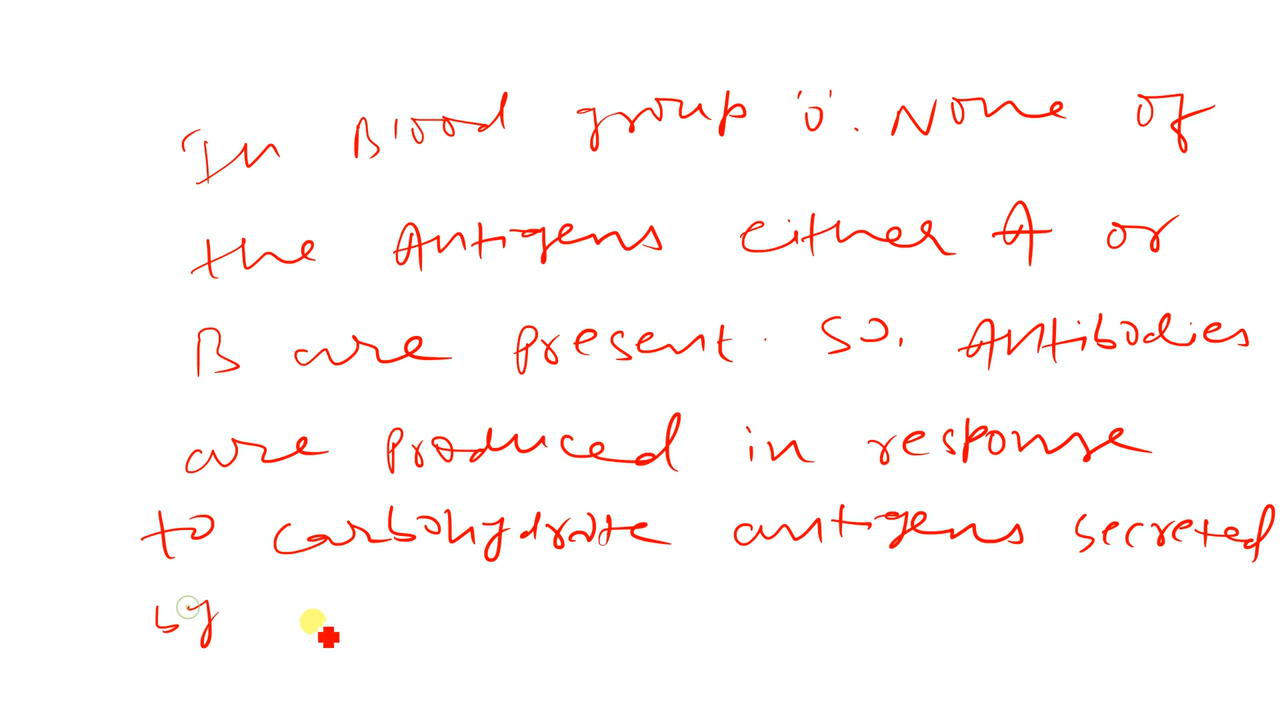 In Blood group 'O'. None of
the Antigens either A or
B are present. So, Antibodies
are produced in response
to carbohydrate antigens secreted
by